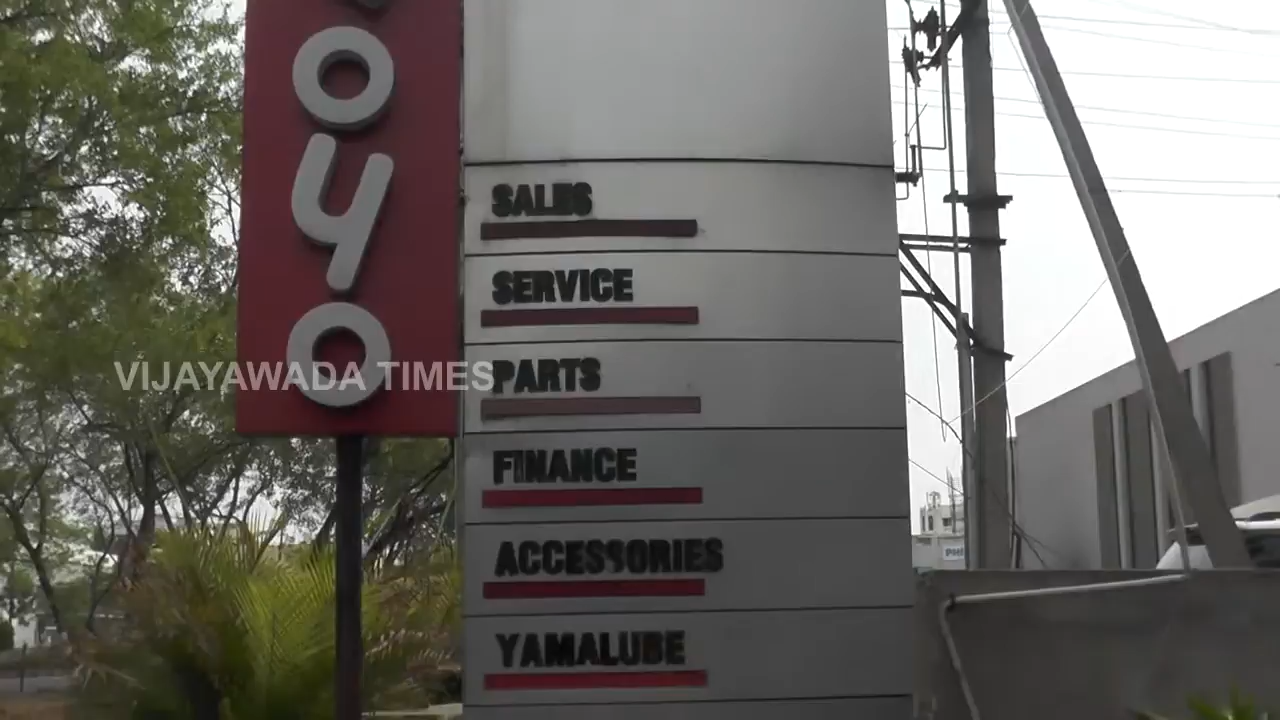 oyo
SALES
SERVICE
PARTS
FINANCE
ACCESSORIES
YAMALUBE
VIJAYAWADA TIMES